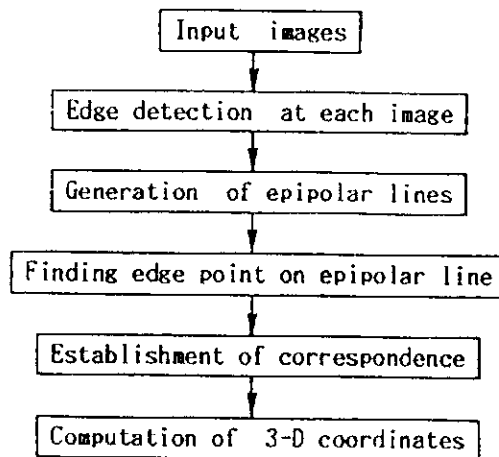 Input images
Edge detection at each image
Generation of epipolar lines
Finding edge point on epipolar line
Establishment of correspondence
Computation of 3-D coordinates